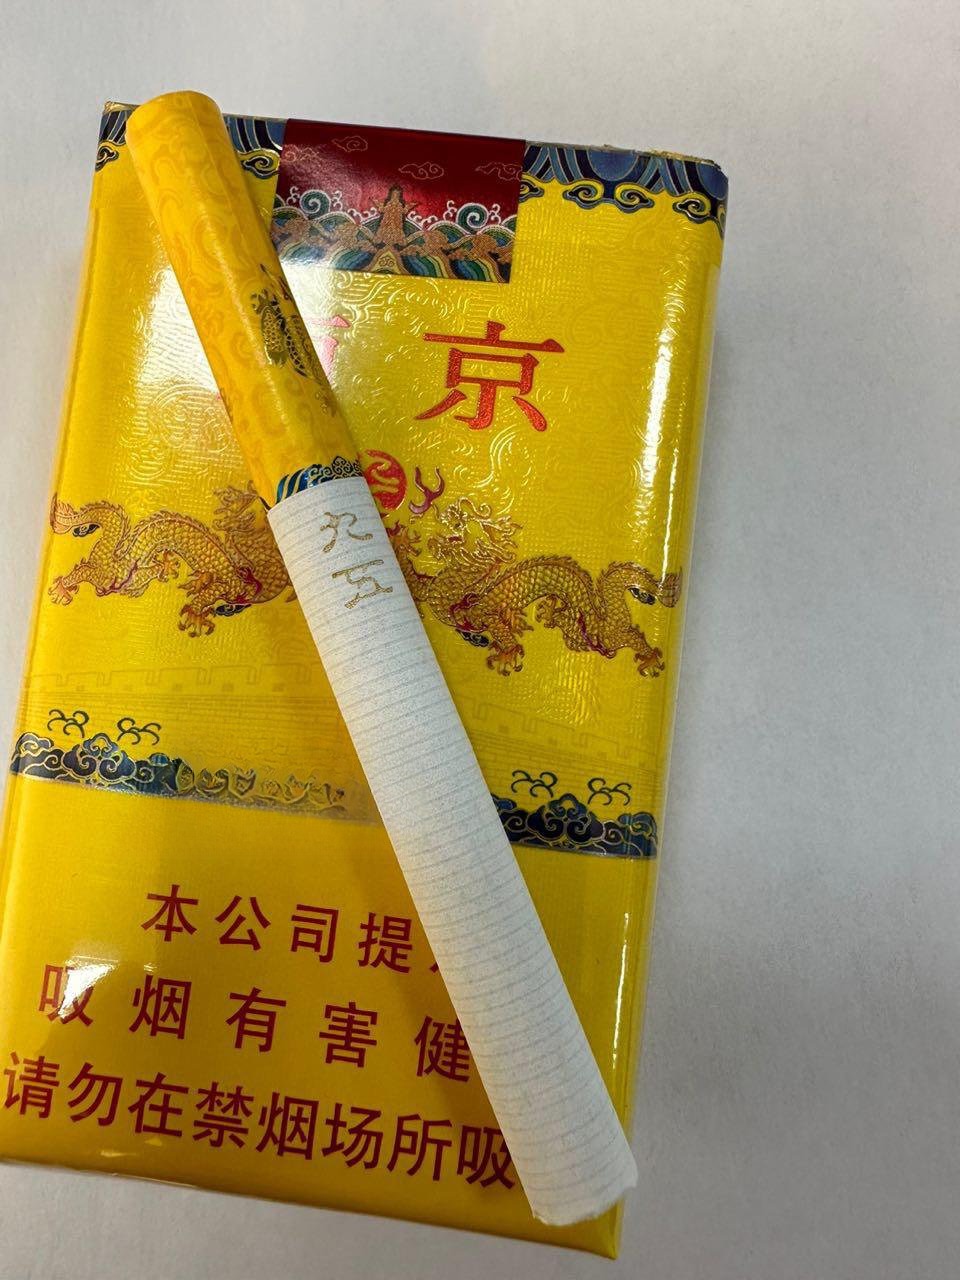 京
九
五
本公司提
吸烟有害健
请勿在禁烟场所吸